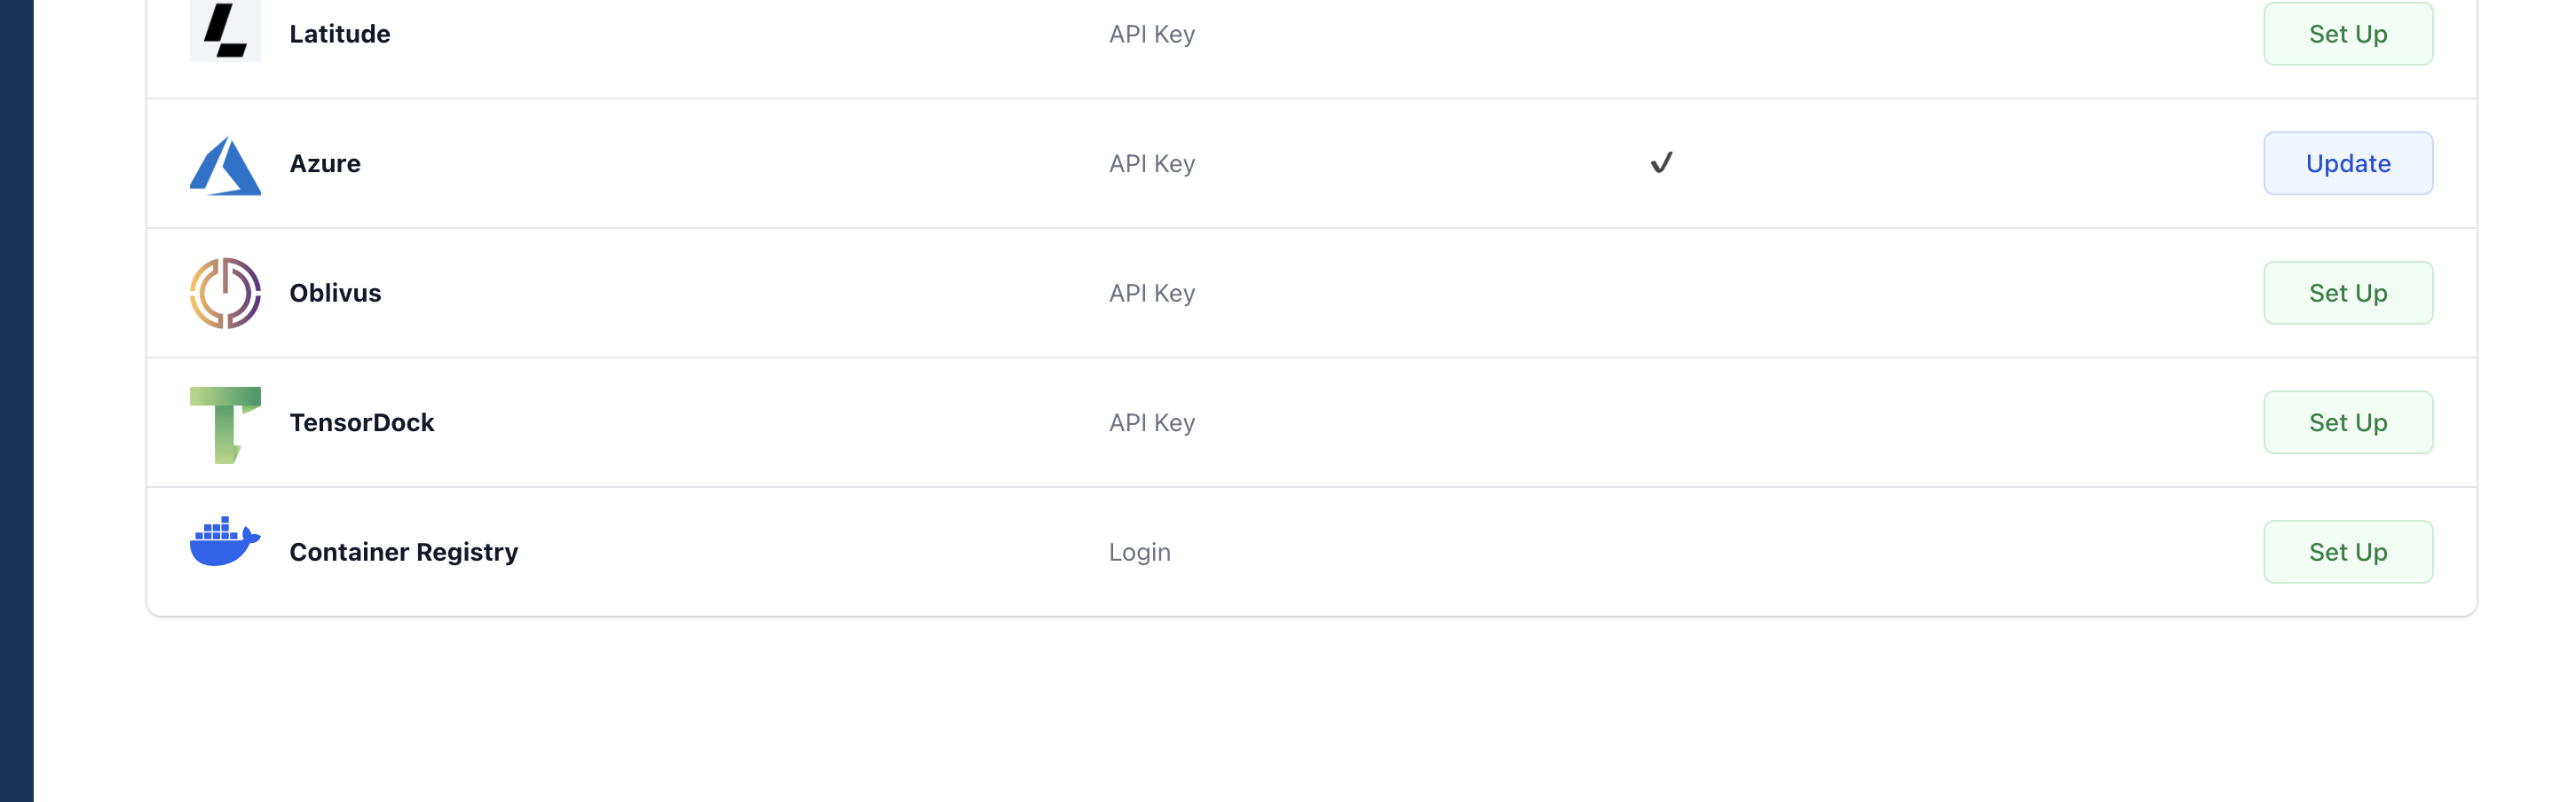 Latitude API Key Set Up
Azure API Key ✓ Update
Oblivus API Key Set Up
TensorDock API Key Set Up
Container Registry Login Set Up